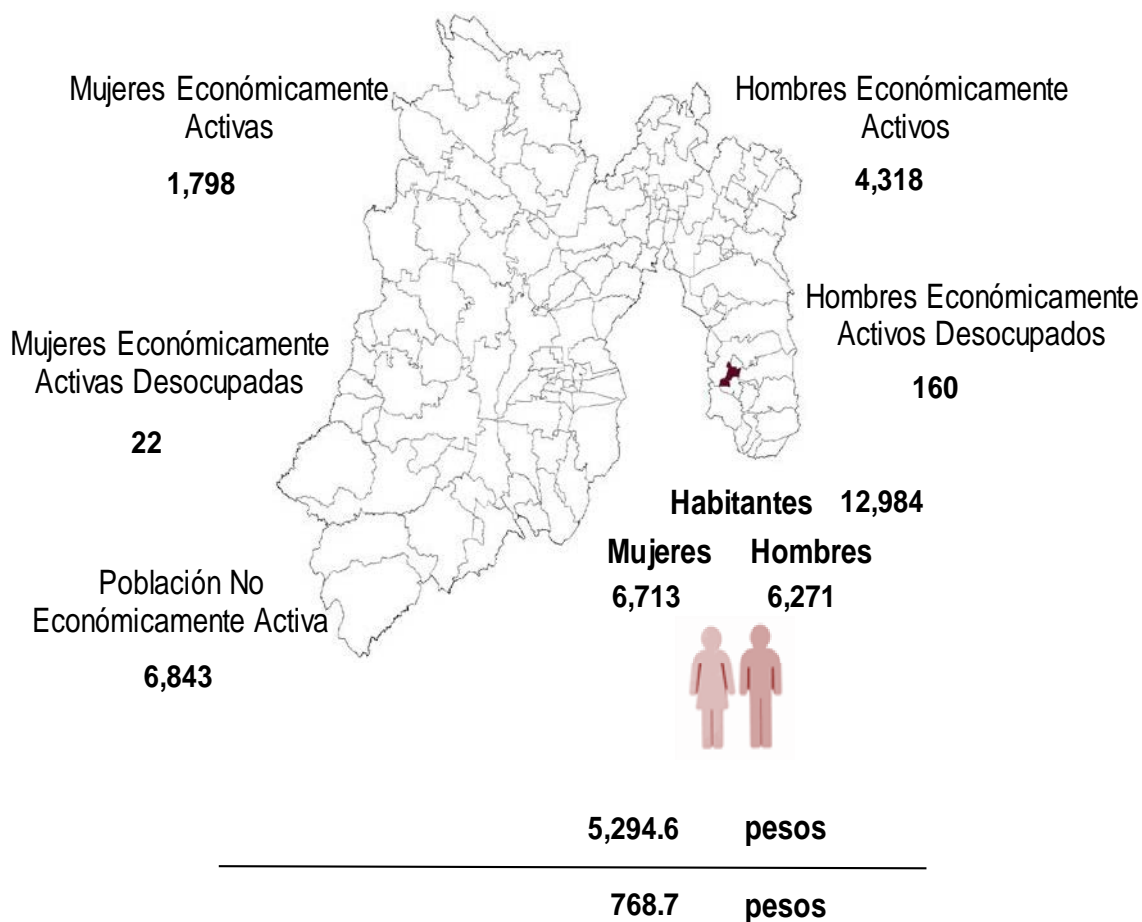 Mujeres Económicamente
Activas
1,798
Hombres Económicamente
Activos
4,318
Mujeres Económicamente
Activas Desocupadas
22
Hombres Económicamente
Activos Desocupados
160
Población No
Económicamente Activa
6,843
Habitantes 12,984
Mujeres Hombres
6,713 6,271
5,294.6 pesos
768.7 pesos